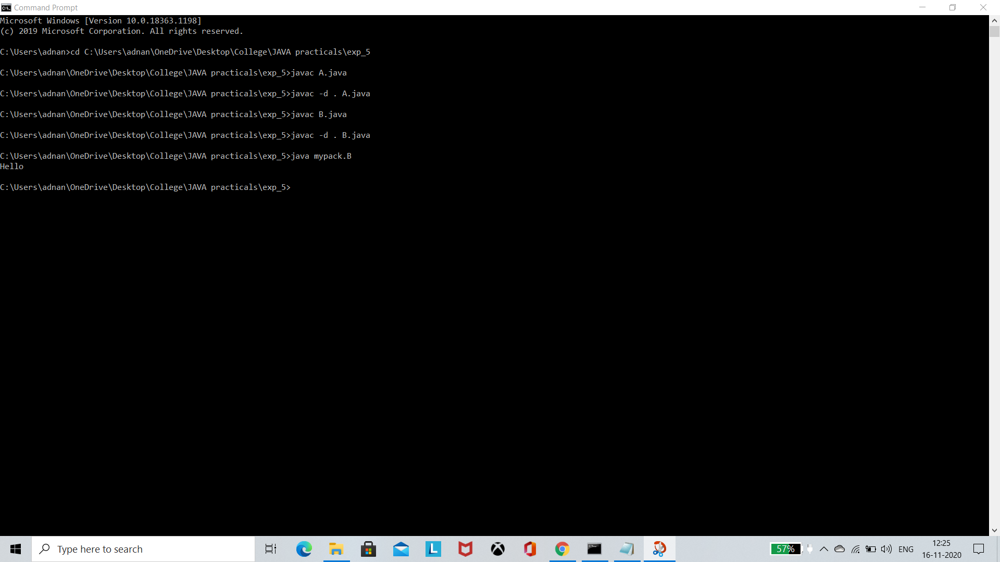 Command Prompt
Microsoft Windows [Version 10.0.18363.1198]
(c) 2019 Microsoft Corporation. All rights reserved.
C:\Users\adnan>cd C:\Users\adnan\OneDrive\Desktop\College\JAVA practicals\exp_5
C:\Users\adnan\OneDrive\Desktop\College\JAVA practicals\exp_5>javac A.java
C:\Users\adnan\OneDrive\Desktop\College\JAVA practicals\exp_5>javac -d . A.java
C:\Users\adnan\OneDrive\Desktop\College\JAVA practicals\exp_5>javac B.java
C:\Users\adnan\OneDrive\Desktop\College\JAVA practicals\exp_5>javac -d . B.java
C:\Users\adnan\OneDrive\Desktop\College\JAVA practicals\exp_5>java mypack.B
Hello
C:\Users\adnan\OneDrive\Desktop\College\JAVA practicals\exp_5>
Type here to search
L
57%
ENG
12:25
16-11-2020